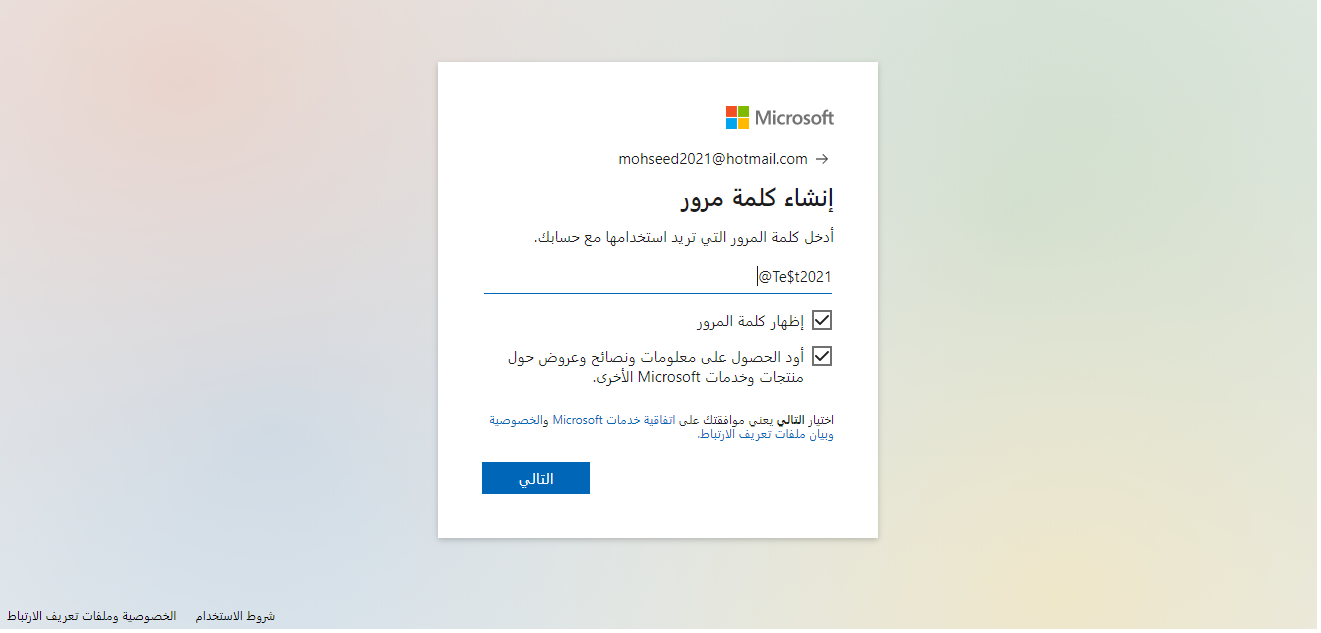 Microsoft
mohseed2021@hotmail.com →
إنشاء كلمة مرور
أدخل كلمة المرور التي تريد استخدامها مع حسابك.
@Te$t2021
إظهار كلمة المرور
أود الحصول على معلومات ونصائح وعروض حول
منتجات وخدمات Microsoft الأخرى.
اختيار التالي يعني موافقتك على اتفاقية خدمات Microsoft والخصوصية
وبيان ملفات تعريف الارتباط.
التالي
شروط الاستخدام
الخصوصية وملفات تعريف الارتباط